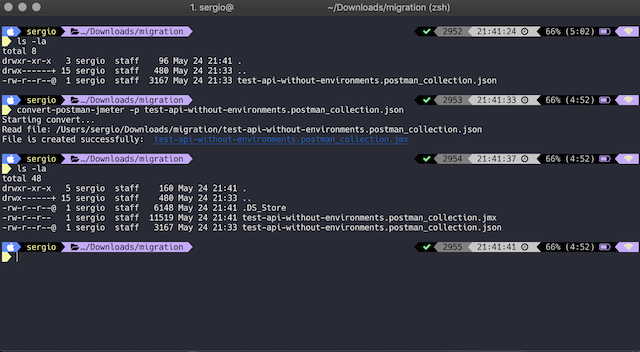 1. sergio@ ~/Downloads/migration (zsh)
sergio …/Downloads/migration 2952 21:41:24 66% (5:02)
ls -la
total 8
drwxr-xr-x 3 sergio staff 96 May 24 21:41 .
drwx------+ 15 sergio staff 480 May 24 21:33 ..
-rw-r--r--@ 1 sergio staff 3167 May 24 21:33 test-api-without-environments.postman_collection.json
sergio …/Downloads/migration 2953 21:41:33 66% (4:52)
convert-postman-jmeter -p test-api-without-environments.postman_collection.json
Starting convert...
Read file: /Users/sergio/Downloads/migration/test-api-without-environments.postman_collection.json
File is created successfully: test-api-without-environments.postman_collection.jmx
sergio …/Downloads/migration 2954 21:41:37 66% (4:52)
ls -la
total 48
drwxr-xr-x 5 sergio staff 160 May 24 21:41 .
drwx------+ 15 sergio staff 480 May 24 21:33 ..
-rw-r--r--@ 1 sergio staff 6148 May 24 21:41 .DS_Store
-rw-r--r-- 1 sergio staff 11519 May 24 21:41 test-api-without-environments.postman_collection.jmx
-rw-r--r--@ 1 sergio staff 3167 May 24 21:33 test-api-without-environments.postman_collection.json
sergio …/Downloads/migration 2955 21:41:41 66% (4:52)